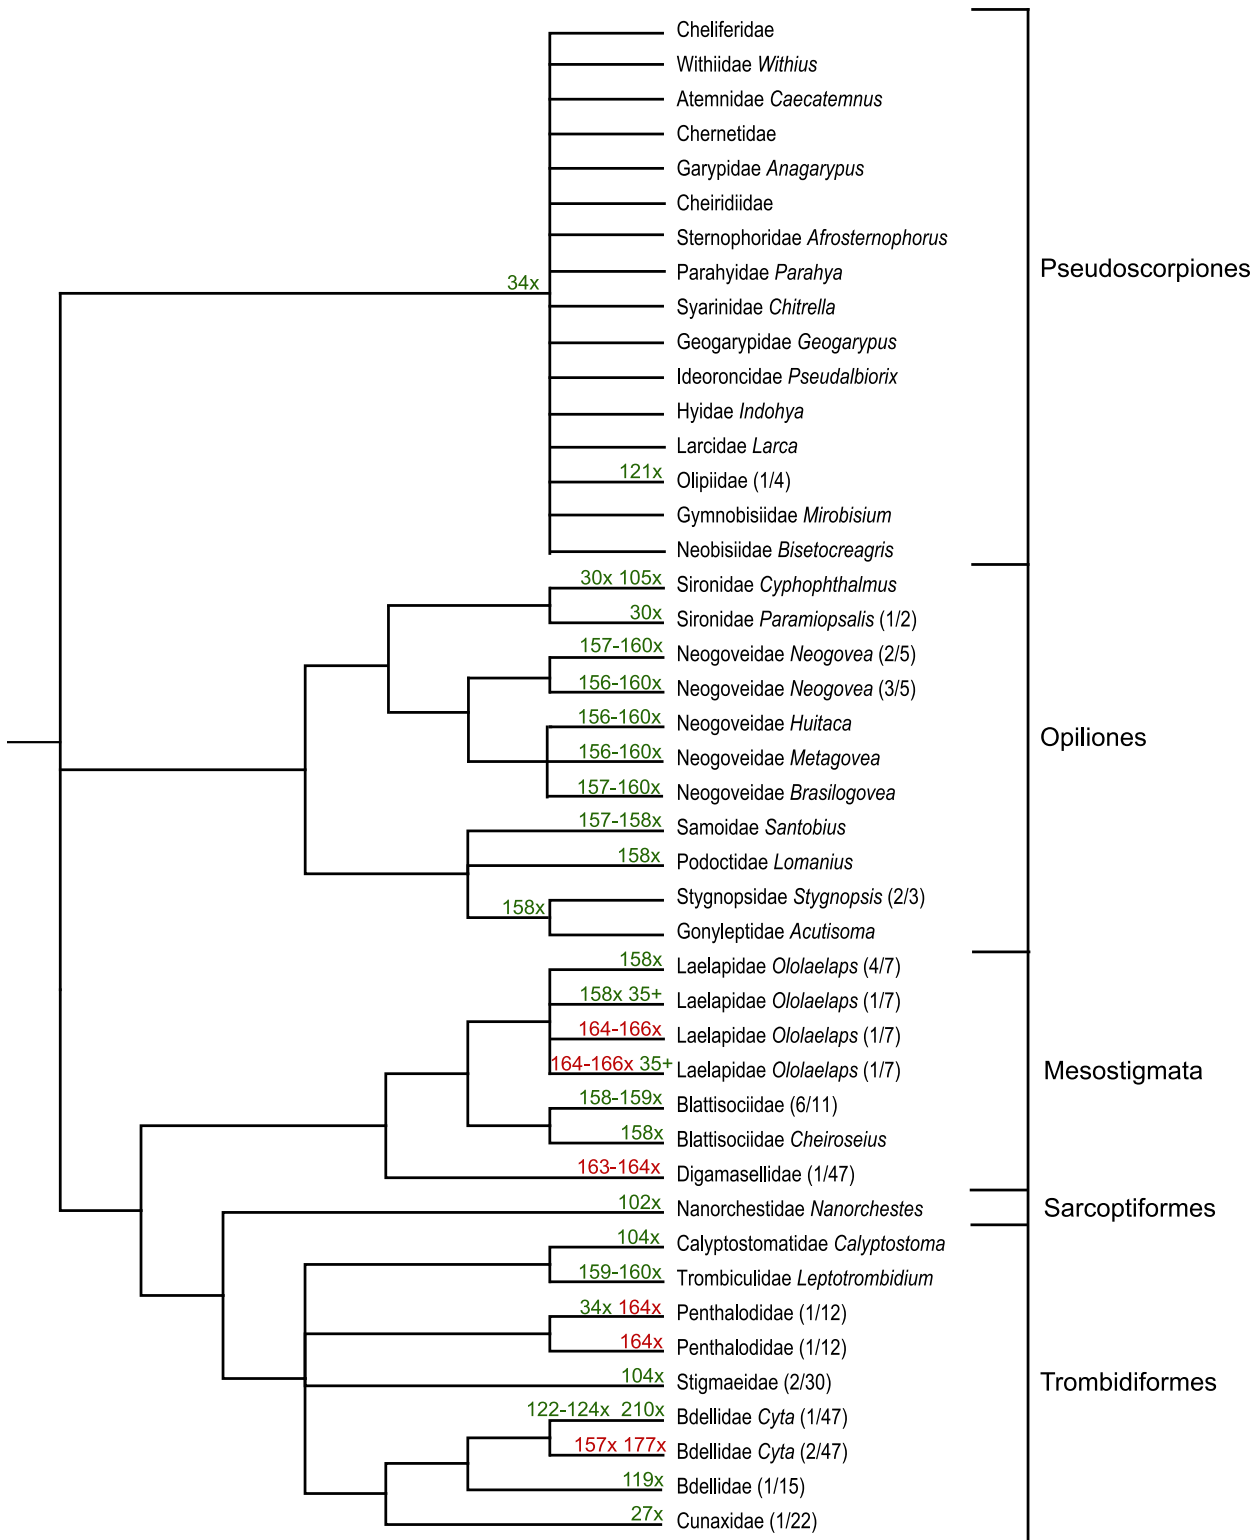 Cheliferidae
Withiidae Withius
Atemnidae Caecatemnus
Chernetidae
Garypidae Anagarypus
Cheiridiidae
Sternophoridae Afrosternophorus
Parahyidae Parahya
Pseudoscorpiones
34x
Syarinidae Chitrella
Geogarypidae Geogarypus
Ideoroncidae Pseudalbiorix
Hyidae Indohya
Larcidae Larca
121x Olipiidae (1/4)
Gymnobisiidae Mirobisium
Neobisiidae Bisetocreagris
30x 105x Sironidae Cyphophthalmus
30x Sironidae Paramiopsalis (1/2)
157-160x Neogoveidae Neogovea (2/5)
156-160x Neogoveidae Neogovea (3/5)
156-160x Neogoveidae Huitaca
Opiliones
156-160x Neogoveidae Metagovea
157-160x Neogoveidae Brasilogovea
157-158x Samoidae Santobius
158x Podoctidae Lomanius
Stygnopsidae Stygnopsis (2/3)
158x
Gonyleptidae Acutisoma
158x Laelapidae Ololaelaps (4/7)
158x 35+ Laelapidae Ololaelaps (1/7)
164-166x Laelapidae Ololaelaps (1/7)
164-166x 35+ Laelapidae Ololaelaps (1/7)
Mesostigmata
158-159x Blattisociidae (6/11)
158x Blattisociidae Cheiroseius
163-164x Digamasellidae (1/47)
102x Nanorchestidae Nanorchestes
Sarcoptiformes
104x Calyptostomatidae Calyptostoma
159-160x Trombiculidae Leptotrombidium
34x 164x Penthalodidae (1/12)
164x Penthalodidae (1/12)
104x Stigmaeidae (2/30)
Trombidiformes
122-124x 210x Bdellidae Cyta (1/47)
157x 177x Bdellidae Cyta (2/47)
119x Bdellidae (1/15)
27x Cunaxidae (1/22)